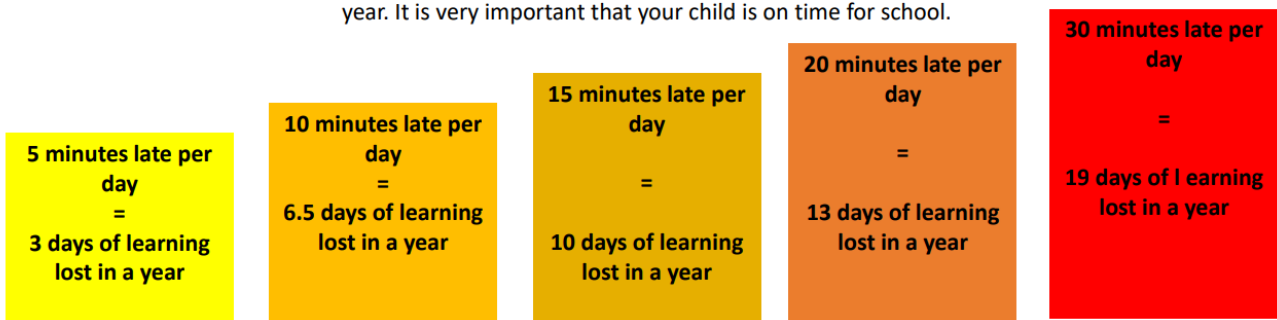 year. It is very important that your child is on time for school.
5 minutes late per
day
=
3 days of learning
lost in a year
10 minutes late per
day
=
6.5 days of learning
lost in a year
15 minutes late per
day
=
10 days of learning
lost in a year
20 minutes late per
day
=
13 days of learning
lost in a year
30 minutes late per
day
=
19 days of l earning
lost in a year